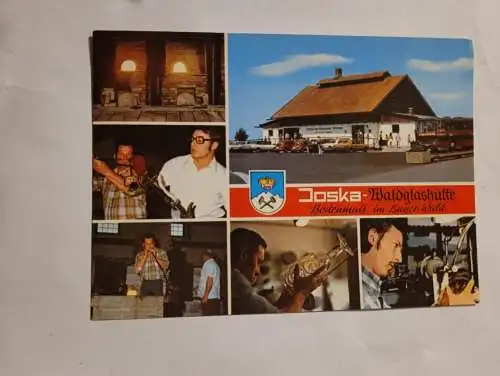 Joska-Waldglashütte
Bodenmais im Bayer. Wald